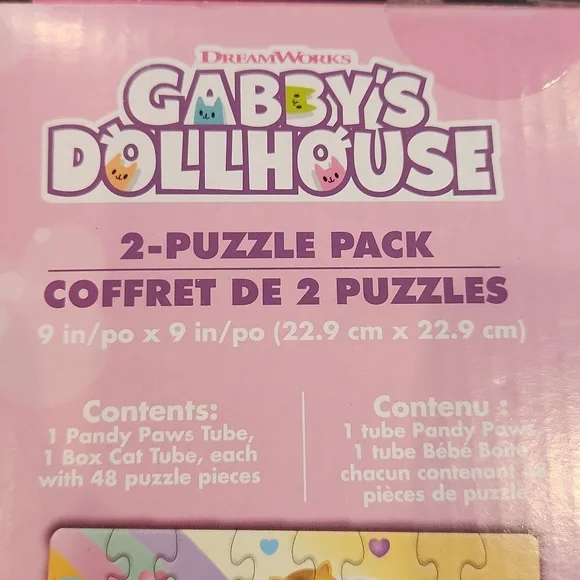 DREAMWORKS
GABBY'S
DOLLHOUSE
2-PUZZLE PACK
COFFRET DE 2 PUZZLES
9 in/po x 9 in/po (22.9 cm x 22.9 cm)
Contents:
1 Pandy Paws Tube,
1 Box Cat Tube, each
with 48 puzzle pieces
Contenu :
1 tube Pandy Paws,
1 tube Bébé Boîte,
chacun contenant
pièces de puzzle